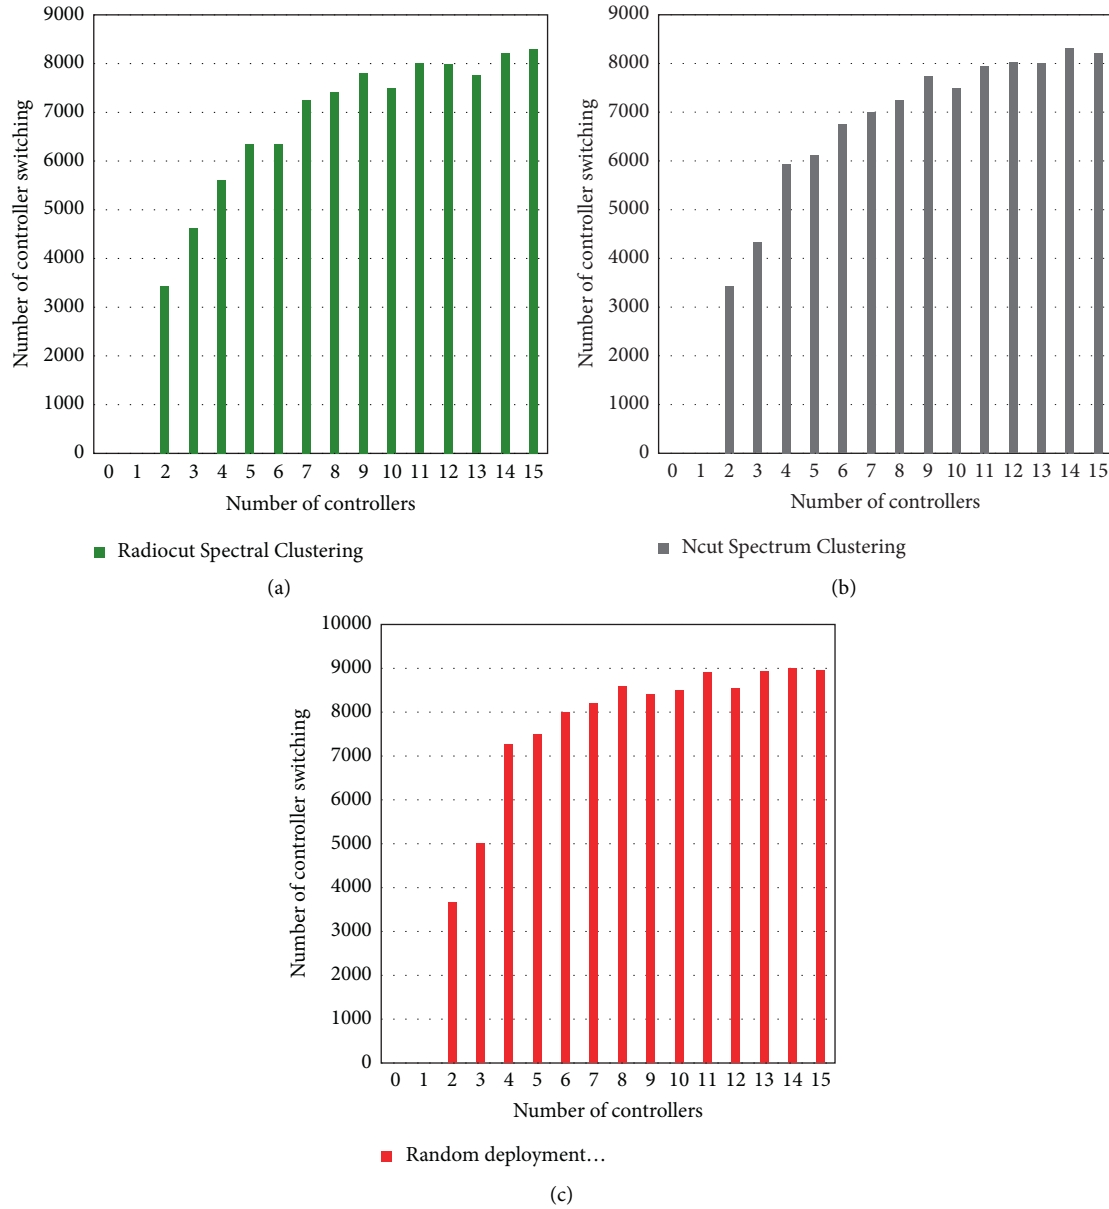 9000
8000
7000
6000
5000
4000
3000
2000
1000
0
Number of controller switching
0 1 2 3 4 5 6 7 8 9 10 11 12 13 14 15
Number of controllers
Radiocut Spectral Clustering
(a)
9000
8000
7000
6000
5000
4000
3000
2000
1000
0
Number of controller switching
0 1 2 3 4 5 6 7 8 9 10 11 12 13 14 15
Number of controllers
Ncut Spectrum Clustering
(b)
10000
9000
8000
7000
6000
5000
4000
3000
2000
1000
0
Number of controller switching
0 1 2 3 4 5 6 7 8 9 10 11 12 13 14 15
Number of controllers
Random deployment…
(c)